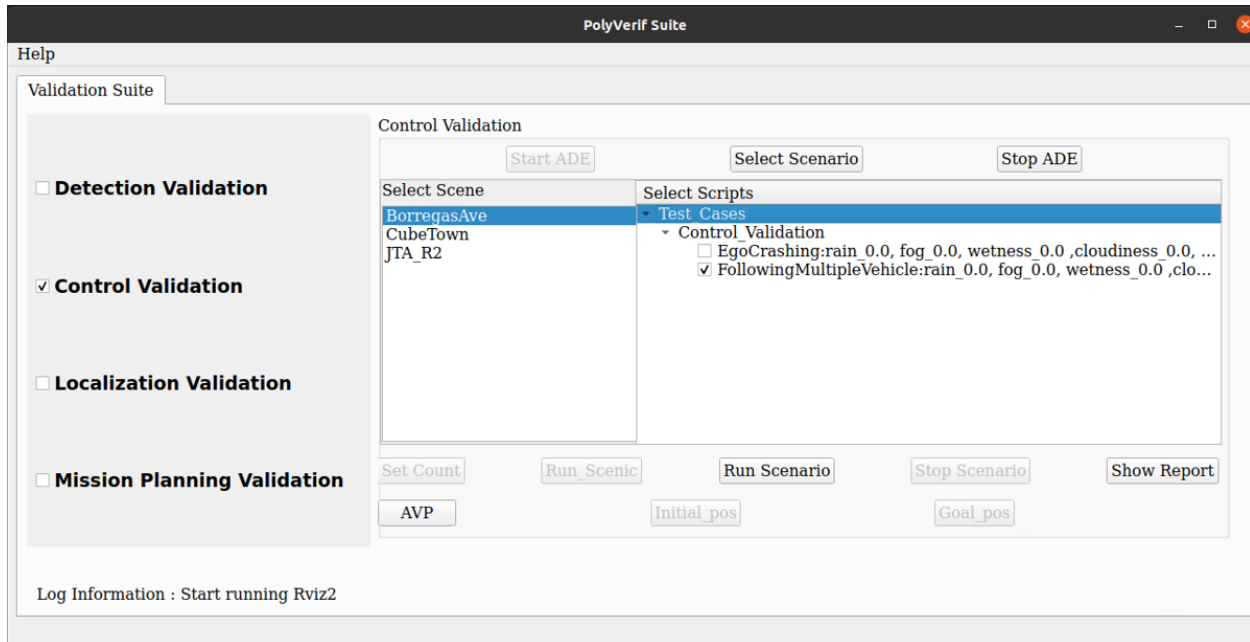 PolyVerif Suite
Help
Validation Suite
Control Validation
Start ADE Select Scenario Stop ADE
Detection Validation
Control Validation
Localization Validation
Mission Planning Validation
Select Scene
BorregasAve
CubeTown
JTA_R2
Select Scripts
Test_Cases
Control_Validation
EgoCrashing:rain_0.0, fog_0.0, wetness_0.0 ,cloudiness_0.0, ...
FollowingMultipleVehicle:rain_0.0, fog_0.0, wetness_0.0 ,clo...
Set Count Run_Scenic Run Scenario Stop Scenario Show Report
AVP Initial_pos Goal_pos
Log Information : Start running Rviz2